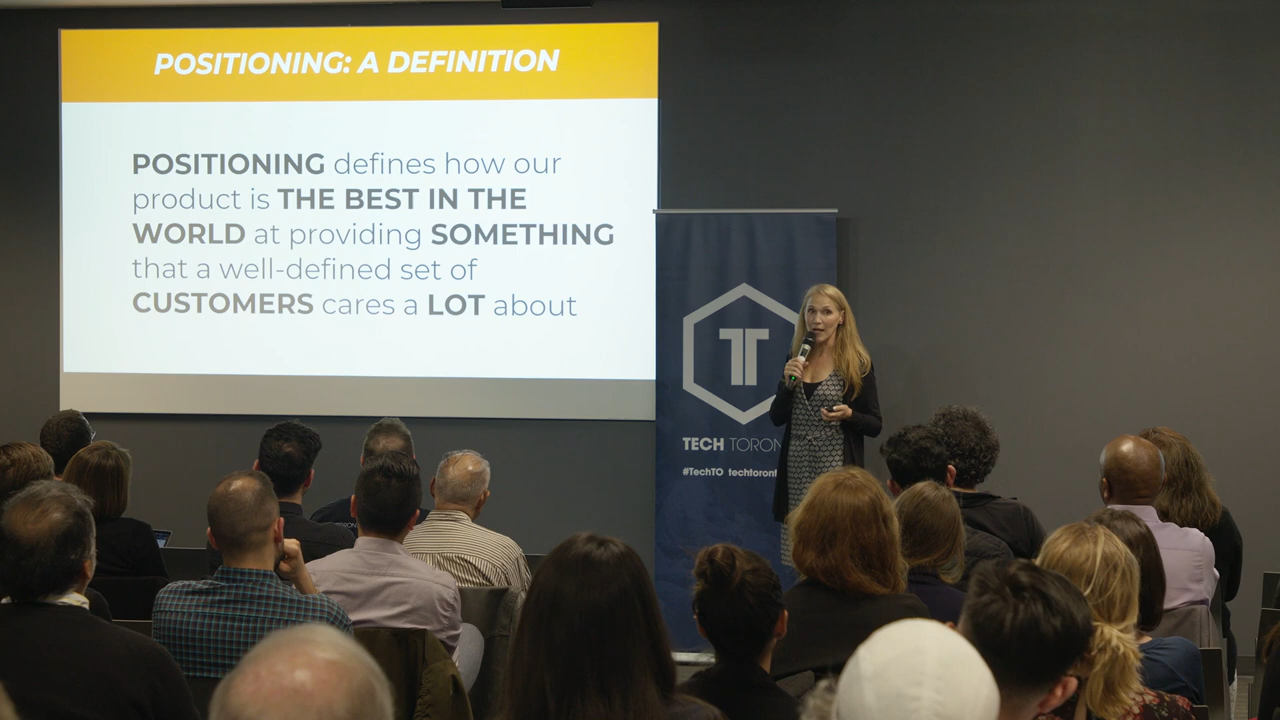 POSITIONING: A DEFINITION
POSITIONING defines how our
product is THE BEST IN THE
WORLD at providing SOMETHING
that a well-defined set of
CUSTOMERS cares a LOT about
TT
TECH TORON
#TechTO techtoront